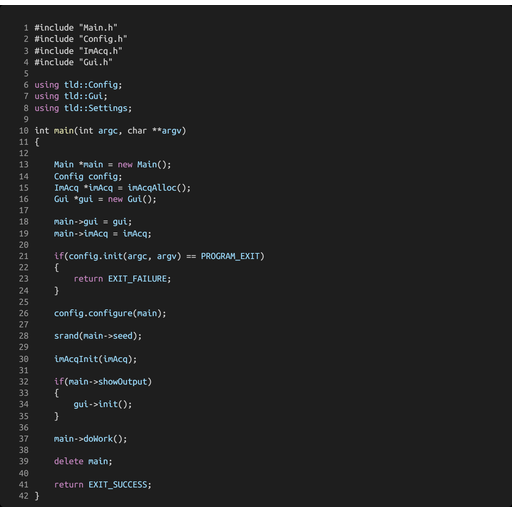 1 #include "Main.h"
2 #include "Config.h"
3 #include "ImAcq.h"
4 #include "Gui.h"
5
6 using tld::Config;
7 using tld::Gui;
8 using tld::Settings;
9
10 int main(int argc, char **argv)
11 {
12
13     Main *main = new Main();
14     Config config;
15     ImAcq *imAcq = imAcqAlloc();
16     Gui *gui = new Gui();
17
18     main->gui = gui;
19     main->imAcq = imAcq;
20
21     if(config.init(argc, argv) == PROGRAM_EXIT)
22     {
23         return EXIT_FAILURE;
24     }
25
26     config.configure(main);
27
28     srand(main->seed);
29
30     imAcqInit(imAcq);
31
32     if(main->showOutput)
33     {
34         gui->init();
35     }
36
37     main->doWork();
38
39     delete main;
40
41     return EXIT_SUCCESS;
42 }